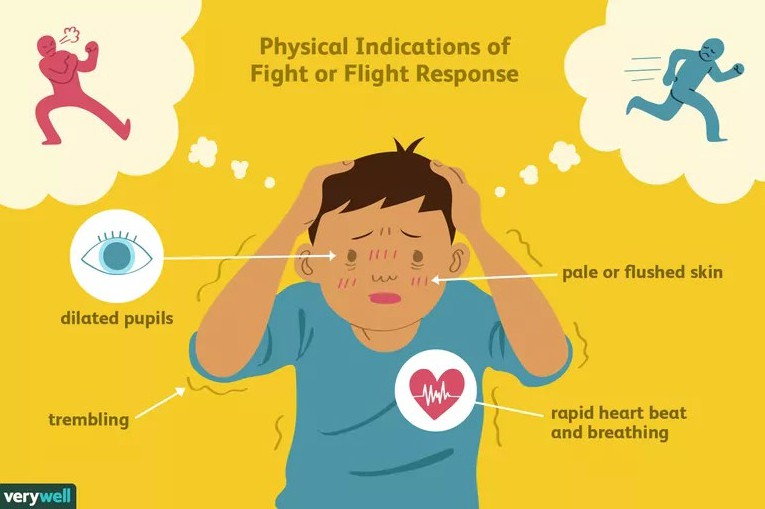 Physical Indications of
Fight or Flight Response
dilated pupils
pale or flushed skin
trembling
rapid heart beat
and breathing
verywell